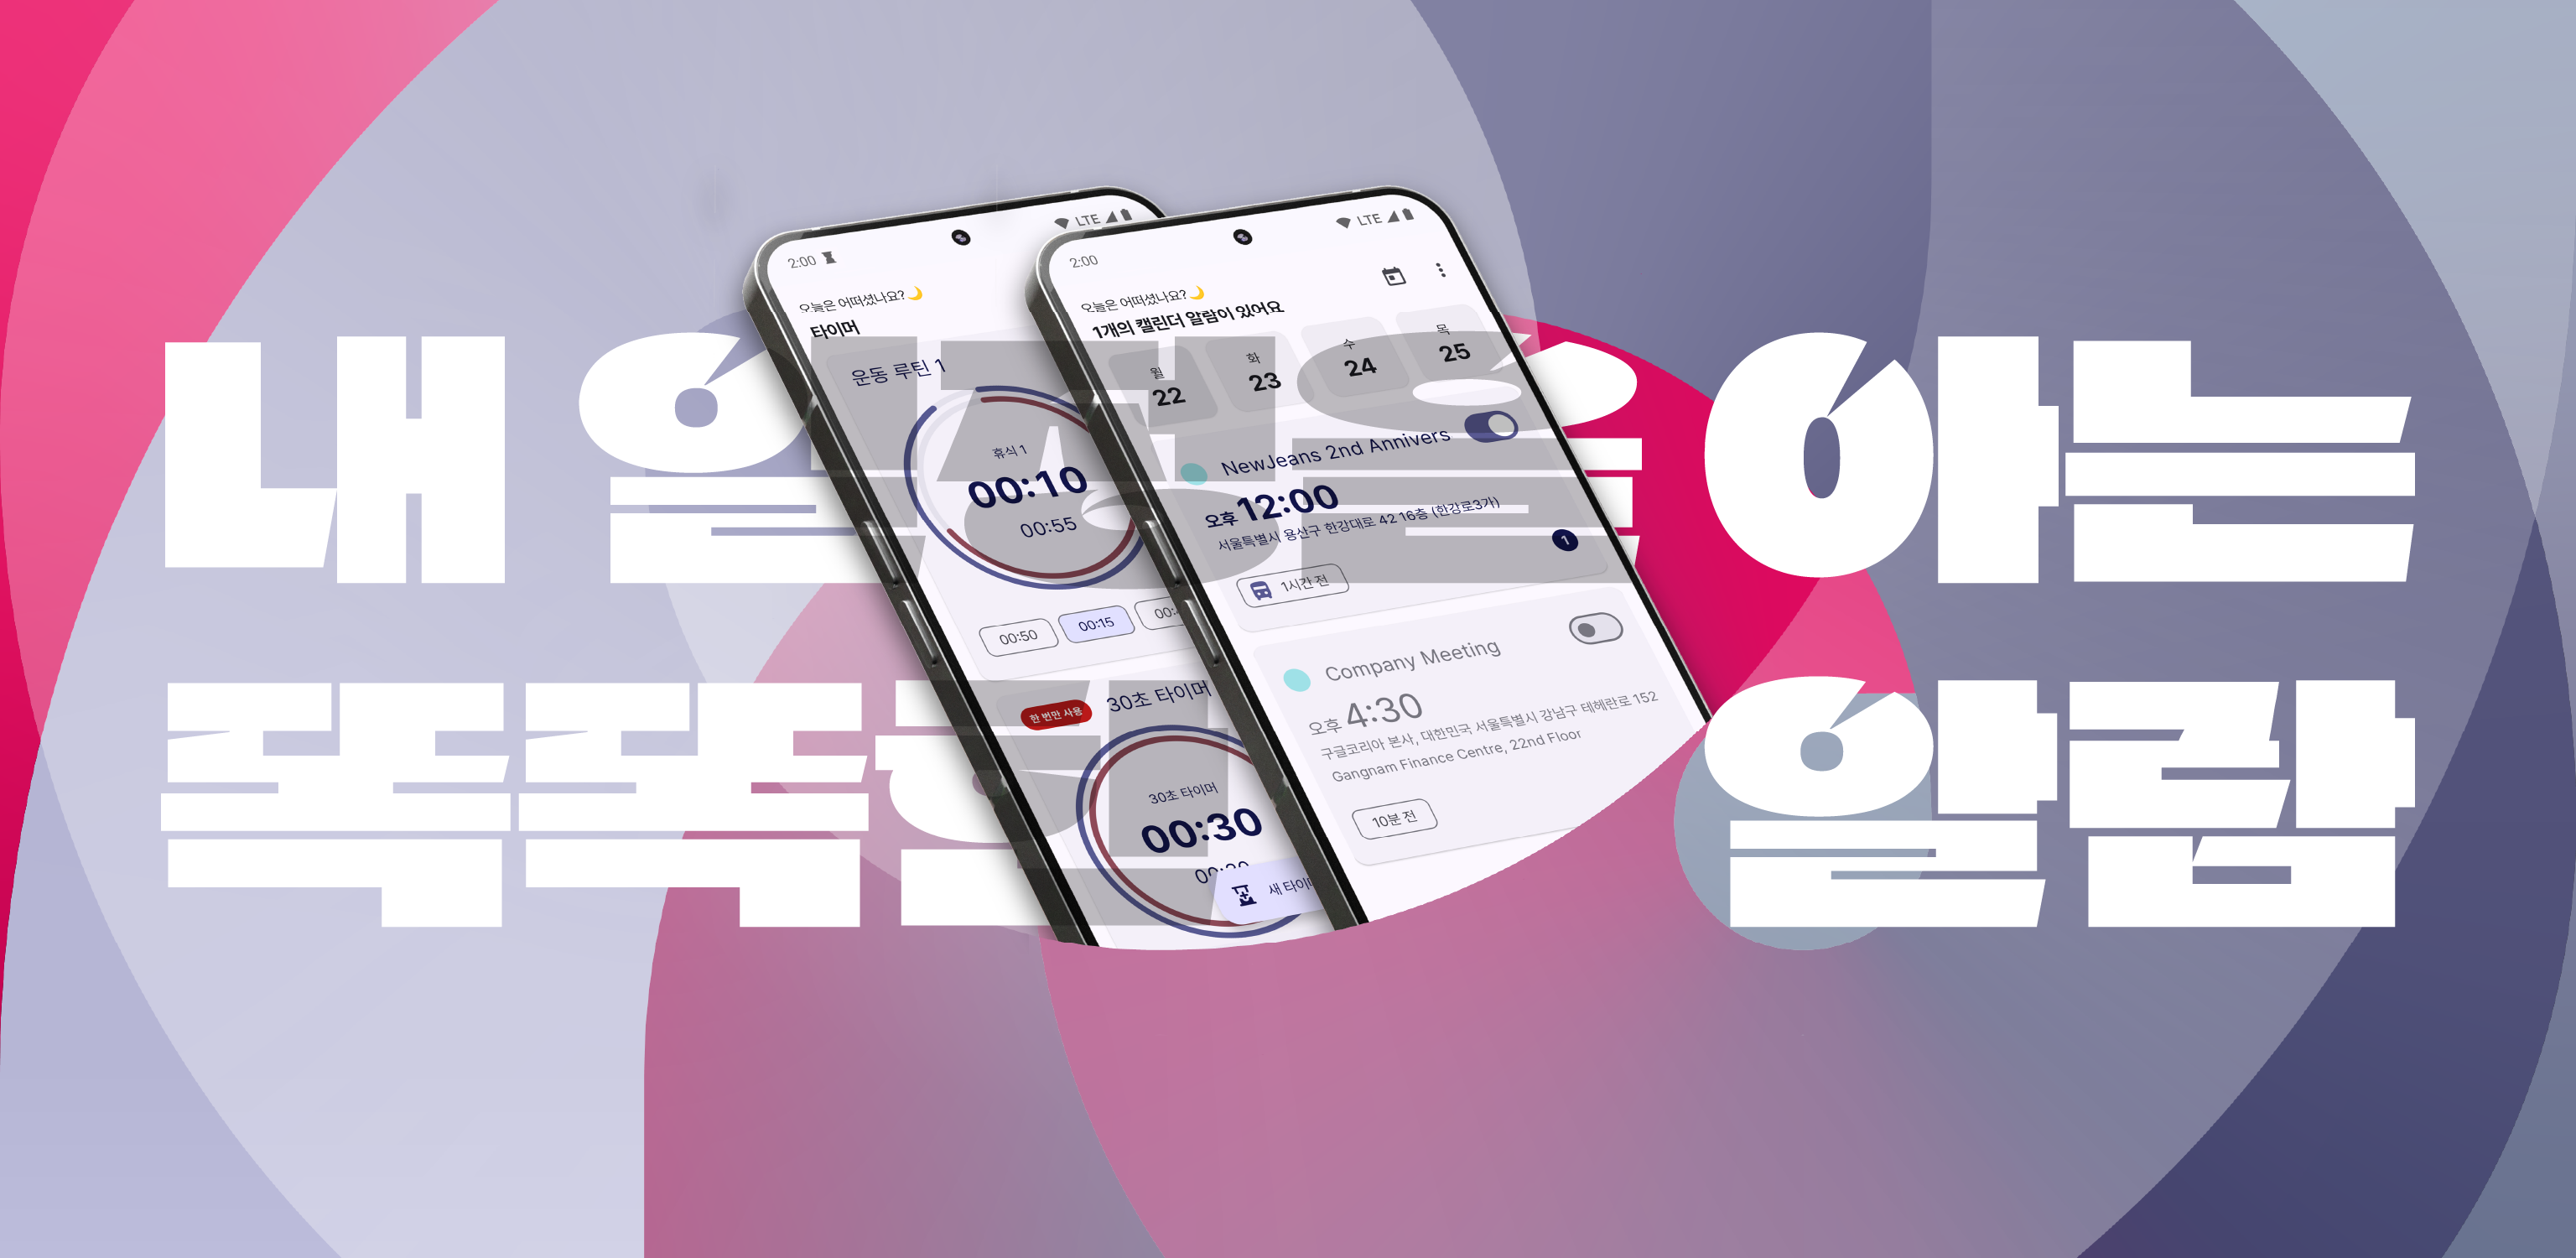 내 일정을 아는
똑똑한 알람
2:00
LTE
오늘은 어떠셨나요?🌙
타이머
운동 루틴 1
휴식 1
00:10
00:55
00:50
00:15
한 번만 사용
30초 타이머
30초 타이머
00:30
2:00
LTE
오늘은 어떠셨나요?🌙
1개의 캘린더 알람이 있어요
월 화 수 목
22 23 24 25
NewJeans 2nd Annivers
오후 12:00
서울특별시 용산구 한강대로 42 16층 (한강로3가)
1
1시간 전
Company Meeting
오후 4:30
구글코리아 본사, 대한민국 서울특별시 강남구 테헤란로 152
Gangnam Finance Centre, 22nd Floor
10분 전